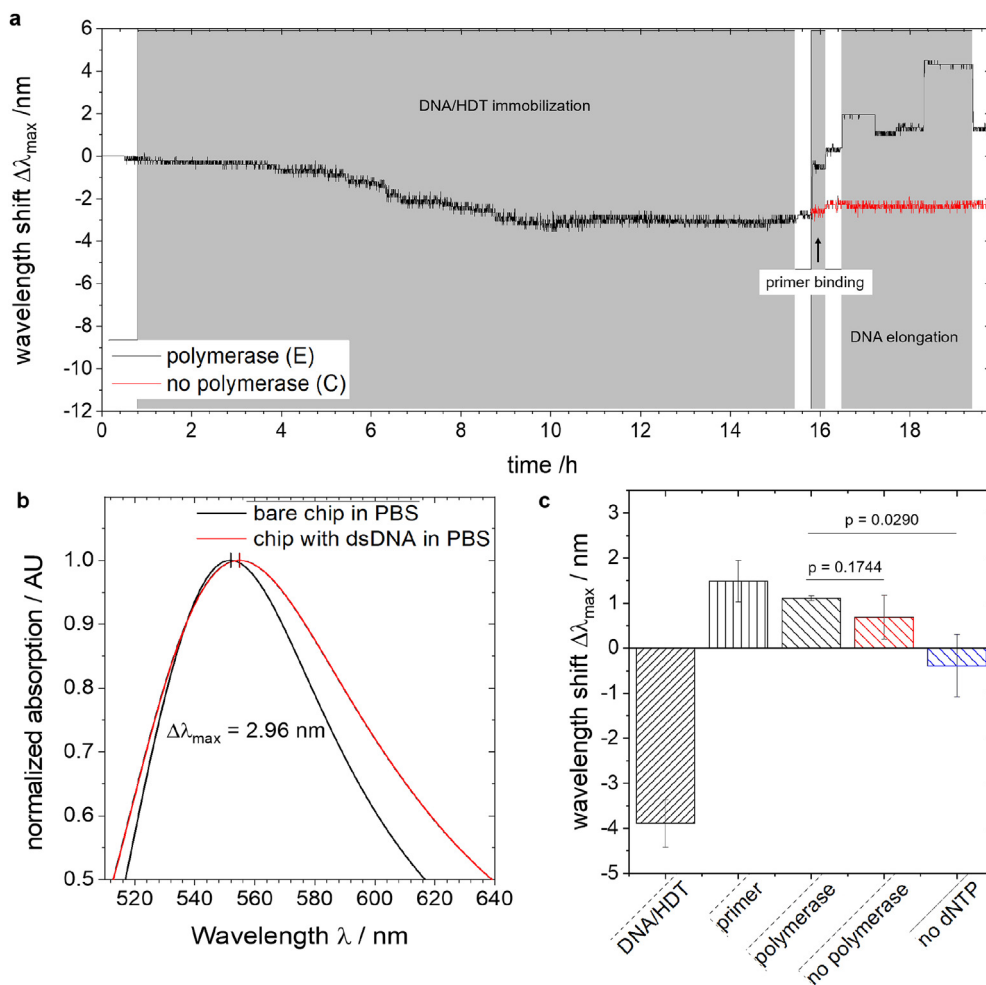 a
wavelength shift Δλmax /nm
6
4
2
0
-2
-4
-6
-8
-10
-12
DNA/HDT immobilization
primer binding
DNA elongation
polymerase (E)
no polymerase (C)
0 2 4 6 8 10 12 14 16 18
time /h
b
normalized absorption / AU
1.0
0.9
0.8
0.7
0.6
0.5
bare chip in PBS
chip with dsDNA in PBS
Δλmax = 2.96 nm
520 540 560 580 600 620 640
Wavelength λ / nm
c
wavelength shift Δλmax / nm
3
2
1
0
-1
-2
-3
-4
-5
p = 0.0290
p = 0.1744
DNA/HDT
primer
polymerase
no polymerase
no dNTP